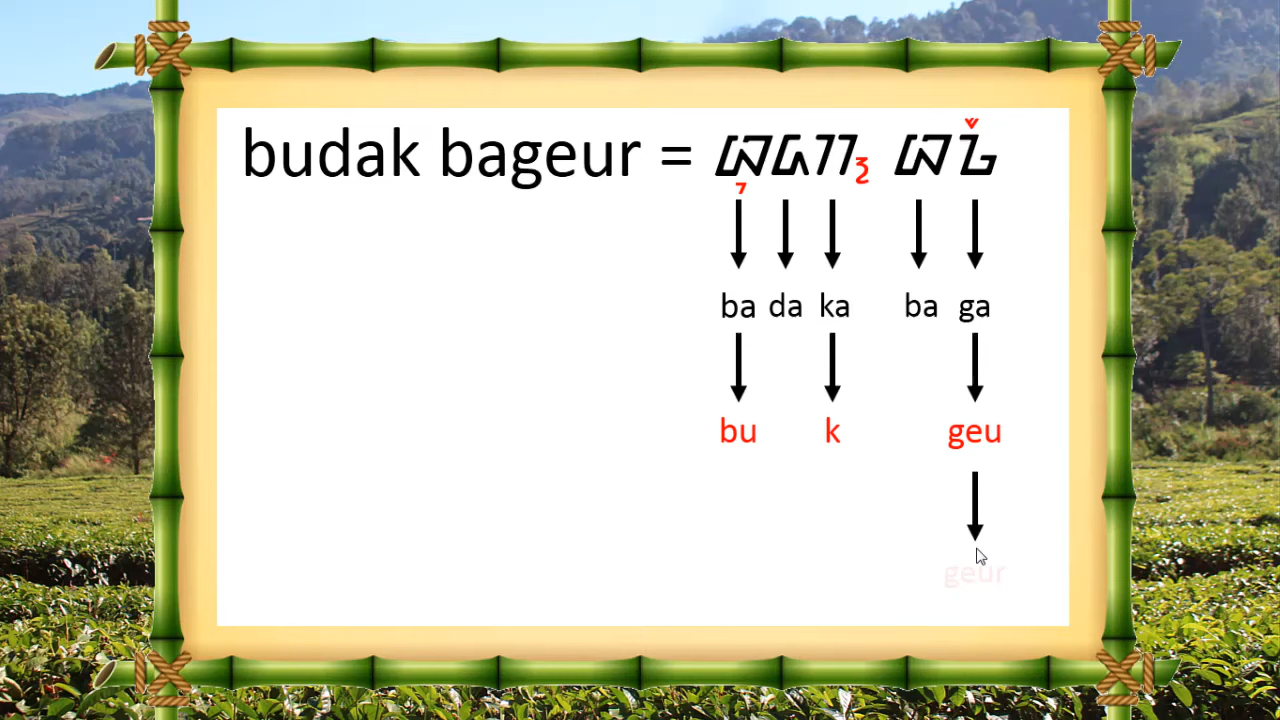 budak bageur = ᮘᮥᮓᮊ᮪ ᮘᮌᮩ
ba da ka ba ga
bu k geu
geur